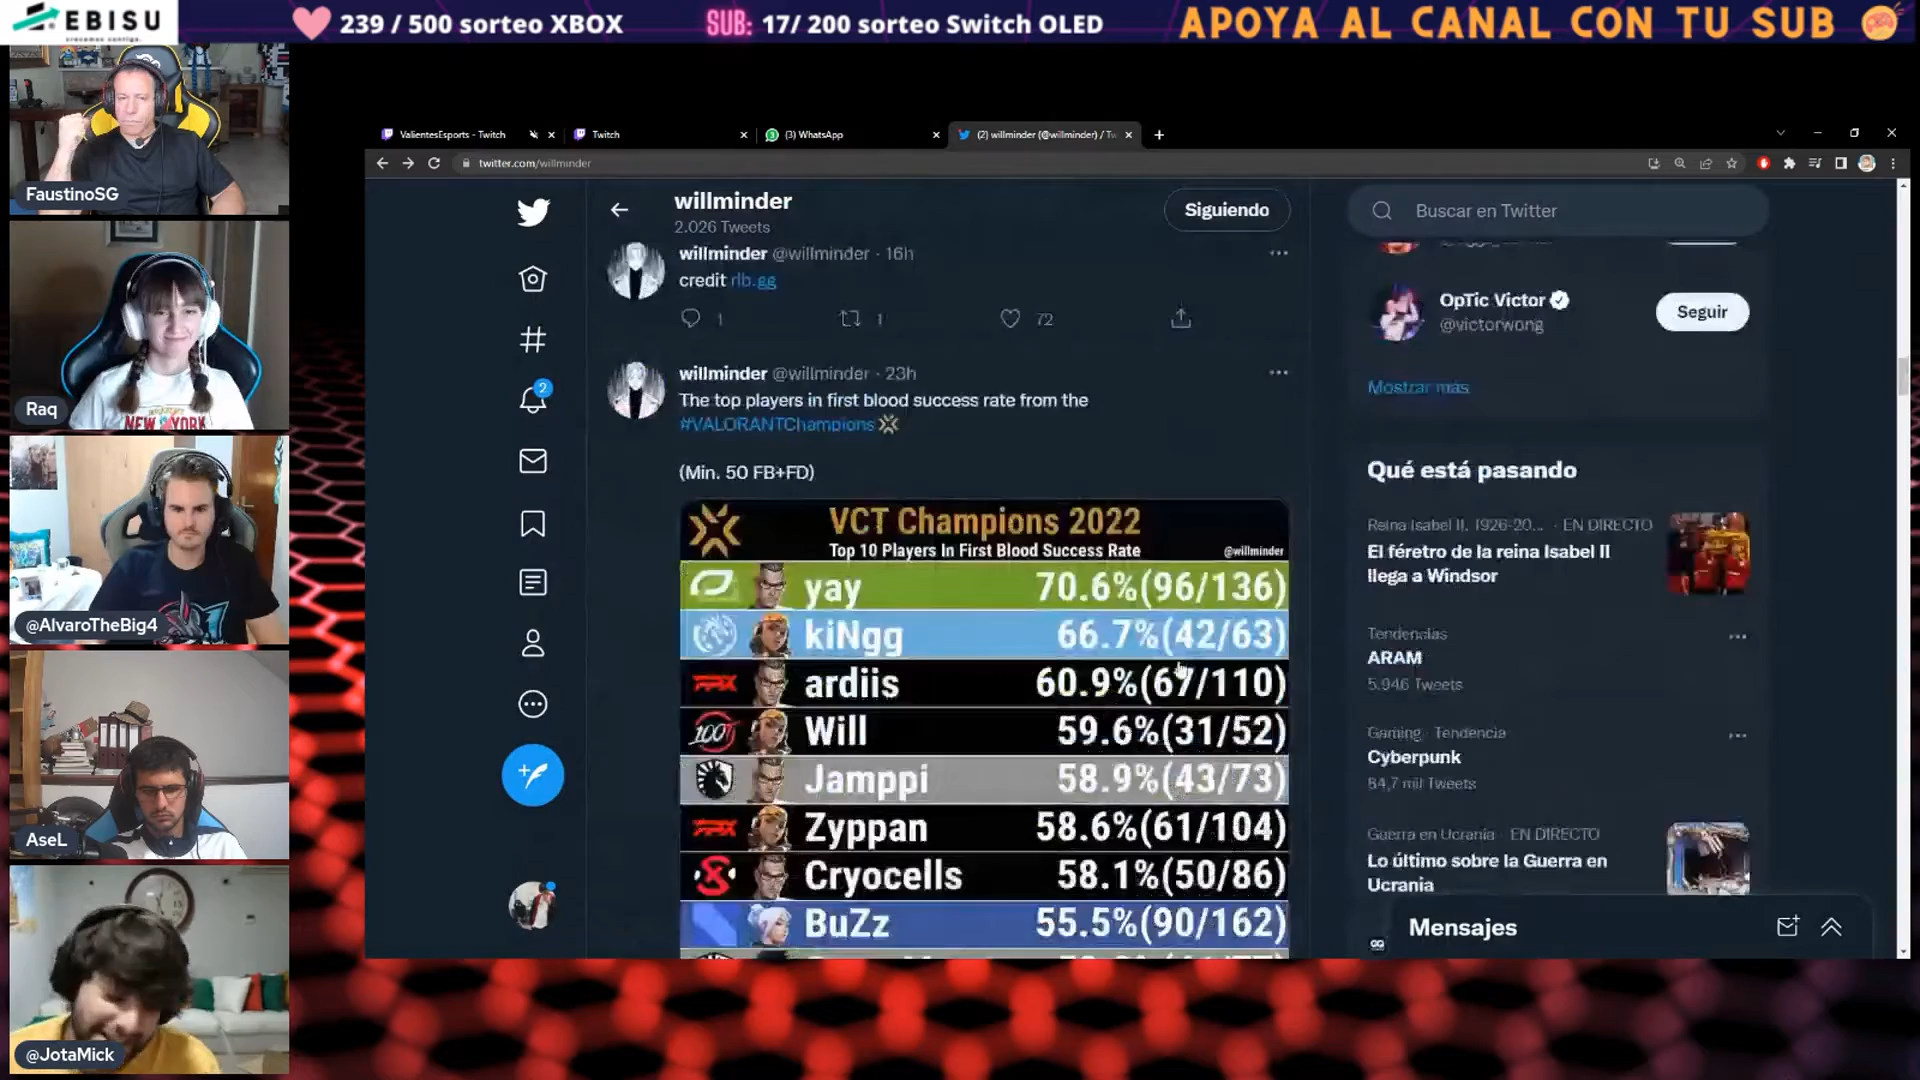 EBISU
239 / 500 sorteo XBOX
SUB: 17/ 200 sorteo Switch OLED
APOYA AL CANAL CON TU SUB
FaustinoSG
Raq
NEW YORK
@AlvaroTheBig4
AseL
@JotaMick
ValientesEsports - Twitch
Twitch
(3) WhatsApp
(2) willminder (@willminder) / Tw
twitter.com/willminder
willminder
2.026 Tweets
Siguiendo
willminder @willminder · 16h
credit rib.gg
1
1
72
2
willminder @willminder · 23h
The top players in first blood success rate from the
#VALORANTChampions
(Min. 50 FB+FD)
VCT Champions 2022
Top 10 Players In First Blood Success Rate
@willminder
yay 70.6%(96/136)
kiNgg 66.7%(42/63)
FPX ardiis 60.9%(67/110)
100T Will 59.6%(31/52)
Jamppi 58.9%(43/73)
FPX Zyppan 58.6%(61/104)
Cryocells 58.1%(50/86)
BuZz 55.5%(90/162)
Buscar en Twitter
OpTic Victor
@victorwong
Seguir
Mostrar más
Qué está pasando
Reina Isabel II, 1926-20... · EN DIRECTO
El féretro de la reina Isabel II
llega a Windsor
Tendencias
ARAM
5.946 Tweets
Gaming · Tendencia
Cyberpunk
84,7 mil Tweets
Guerra en Ucrania · EN DIRECTO
Lo último sobre la Guerra en
Ucrania
Mensajes